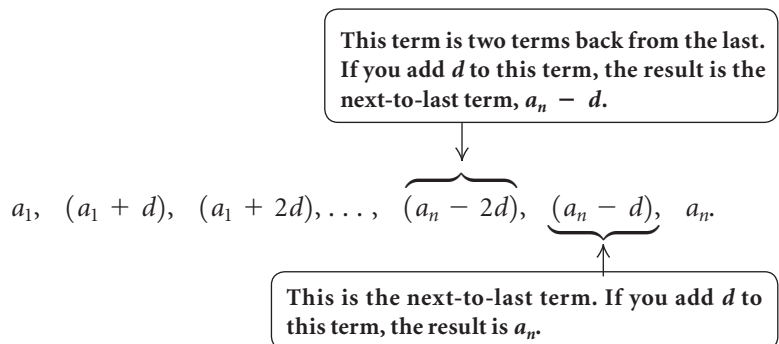 This term is two terms back from the last.
If you add d to this term, the result is the
next-to-last term, aₙ − d.
a₁, (a₁ + d), (a₁ + 2d), . . . , (aₙ − 2d), (aₙ − d), aₙ.
This is the next-to-last term. If you add d to
this term, the result is aₙ.